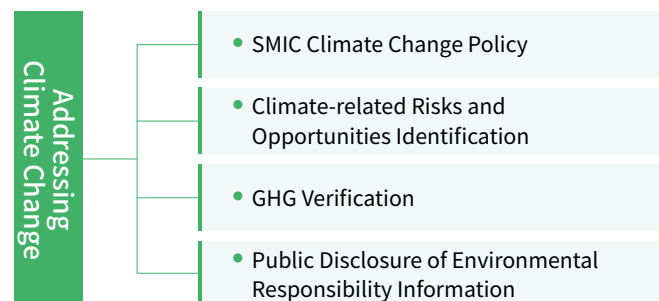 Addressing
Climate Change
• SMIC Climate Change Policy
• Climate-related Risks and
Opportunities Identification
• GHG Verification
• Public Disclosure of Environmental
Responsibility Information